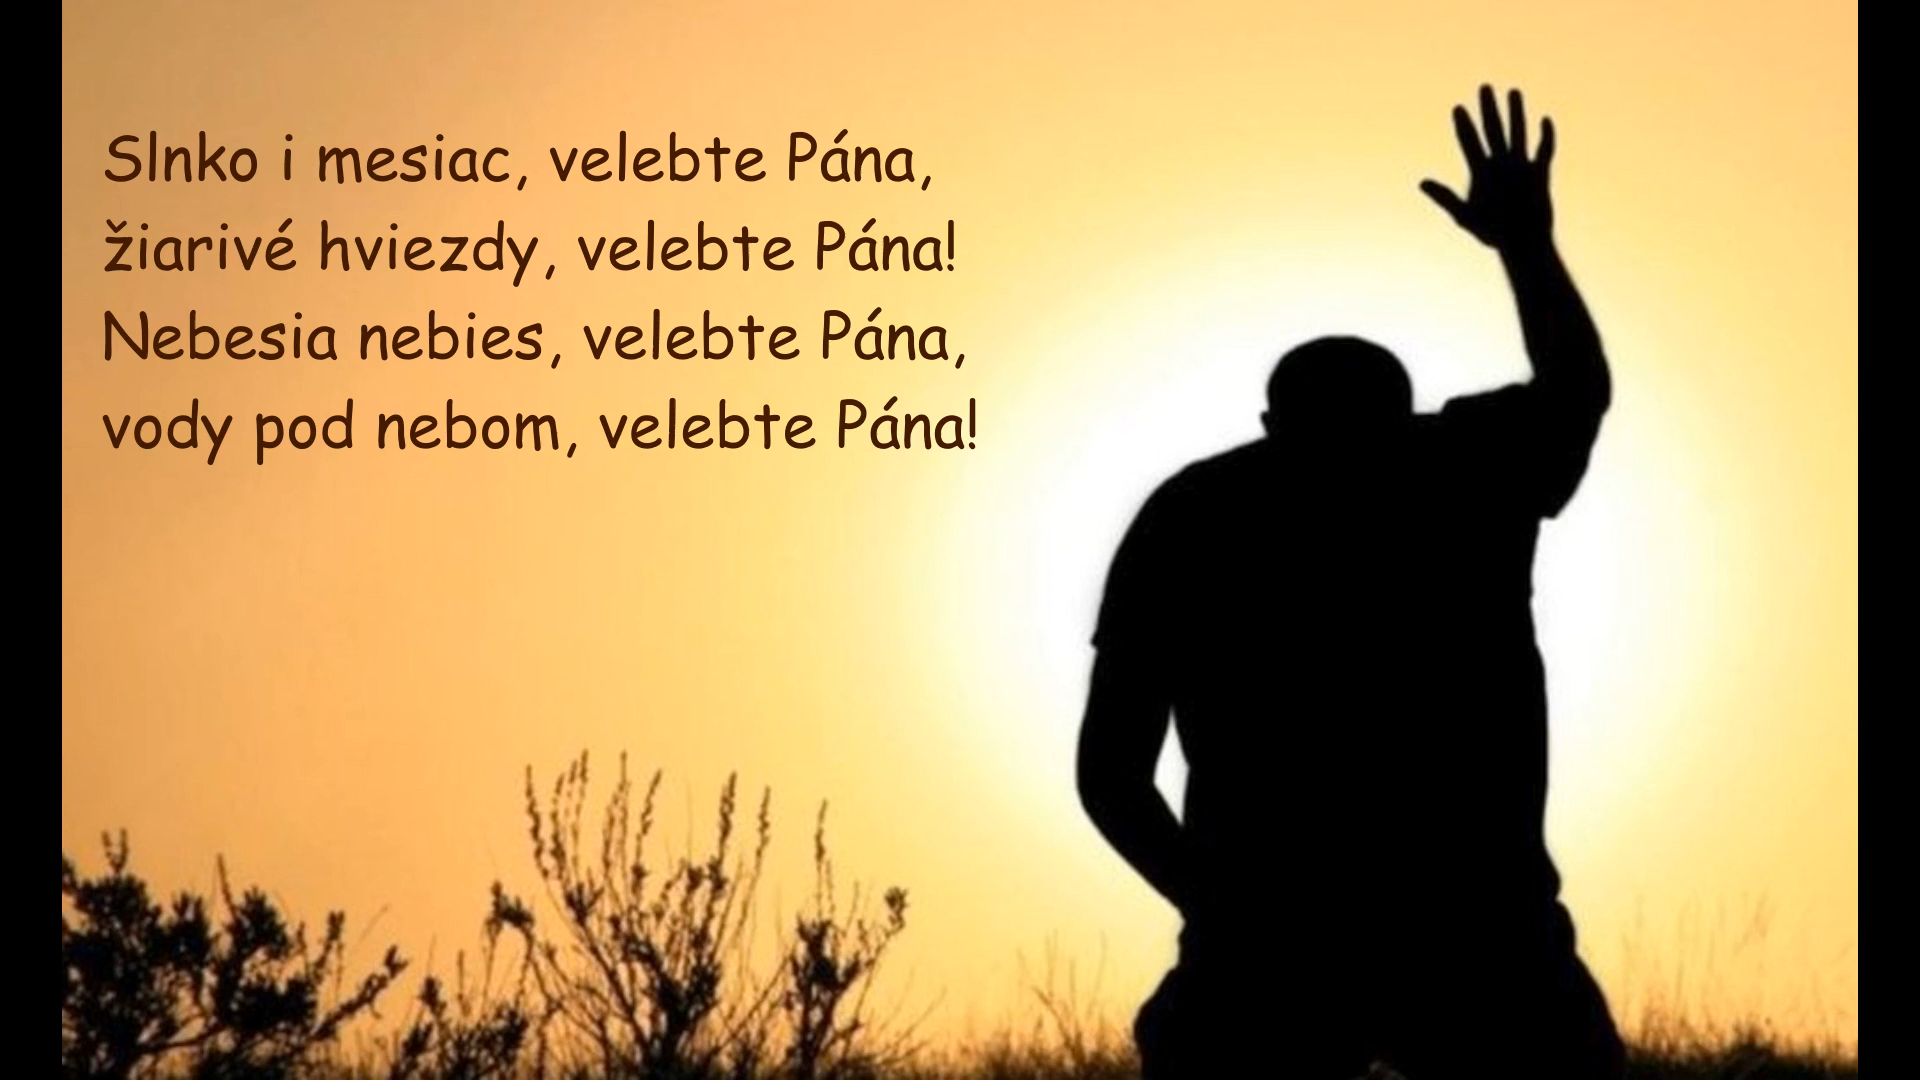 Slnko i mesiac, velebte Pána,
žiarivé hviezdy, velebte Pána!
Nebesia nebies, velebte Pána,
vody pod nebom, velebte Pána!